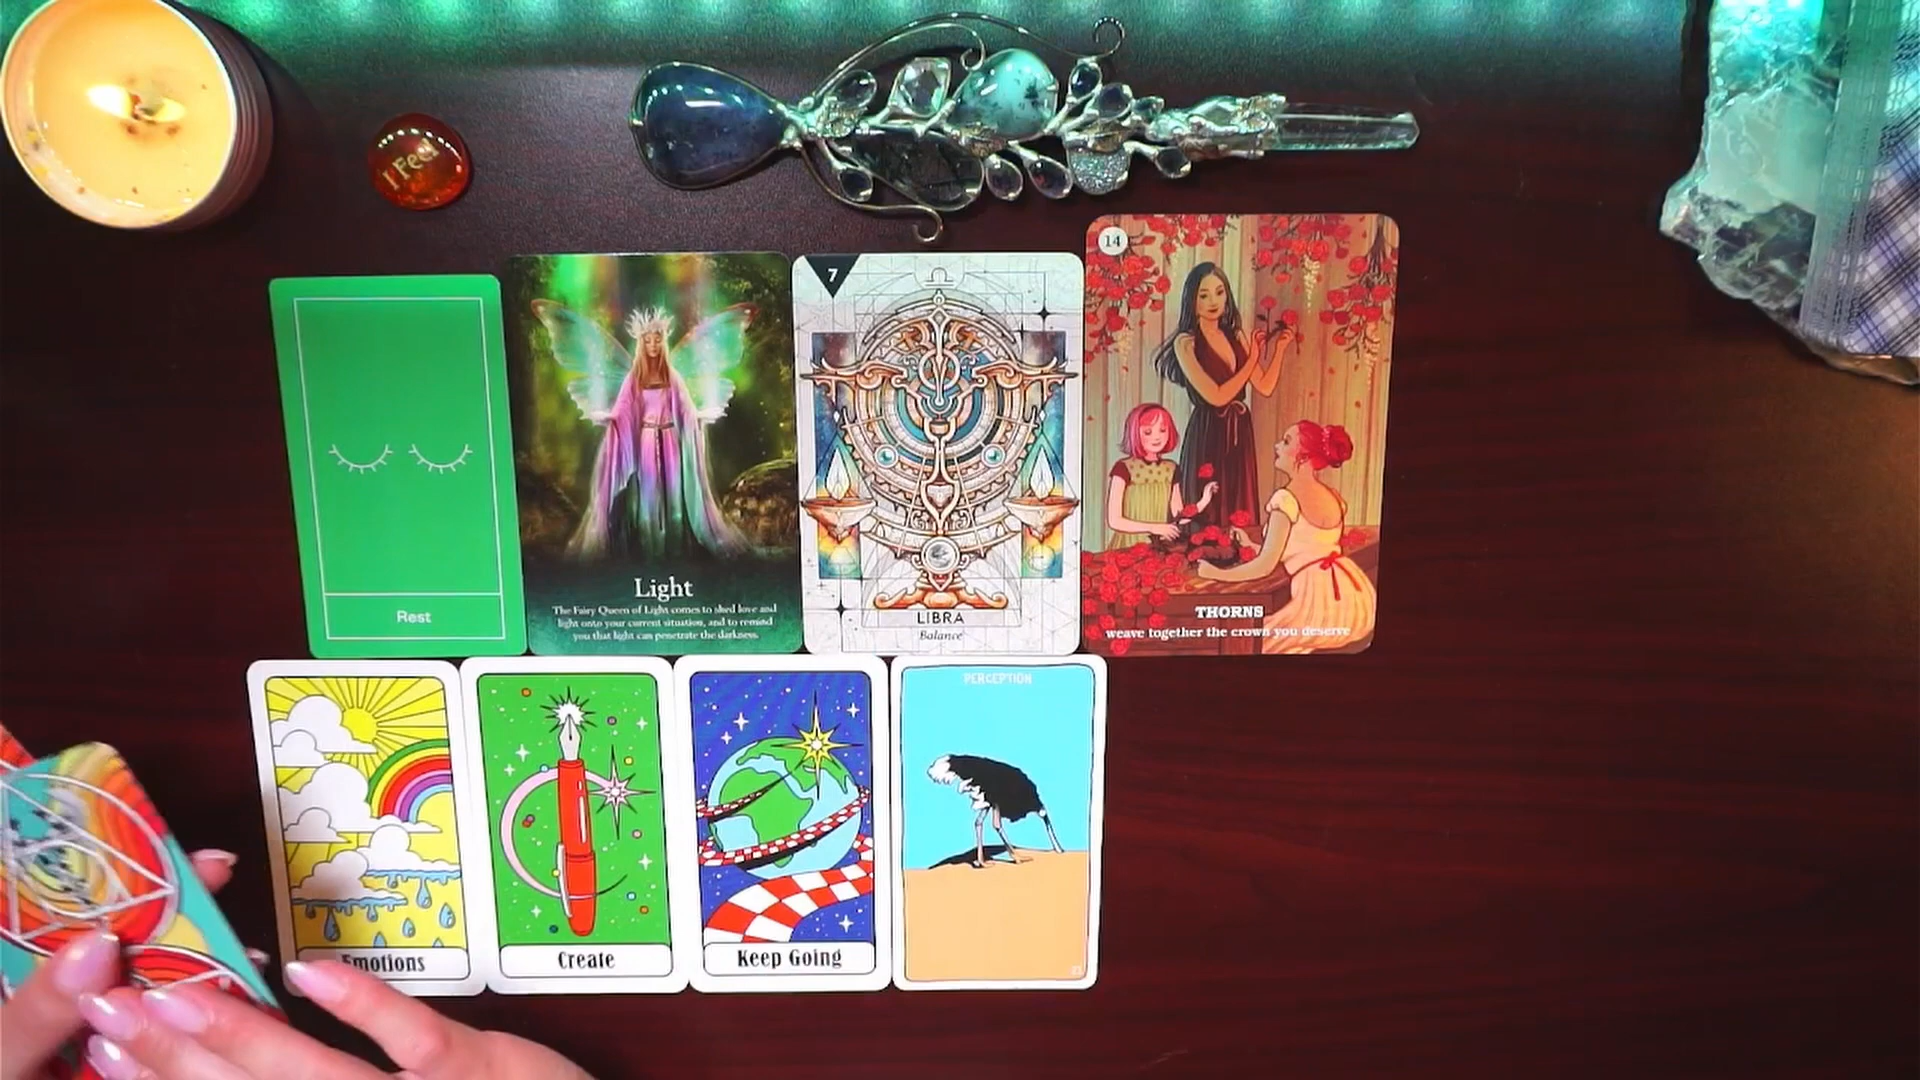 I Feel
Rest
Light
The Fairy Queen of Light comes to shed love and
light onto your current situation, and to remind
you that light can penetrate the darkness.
7
LIBRA
Balance
14
THORNS
weave together the crown you deserve
Emotions
Create
Keep Going
PERCEPTION